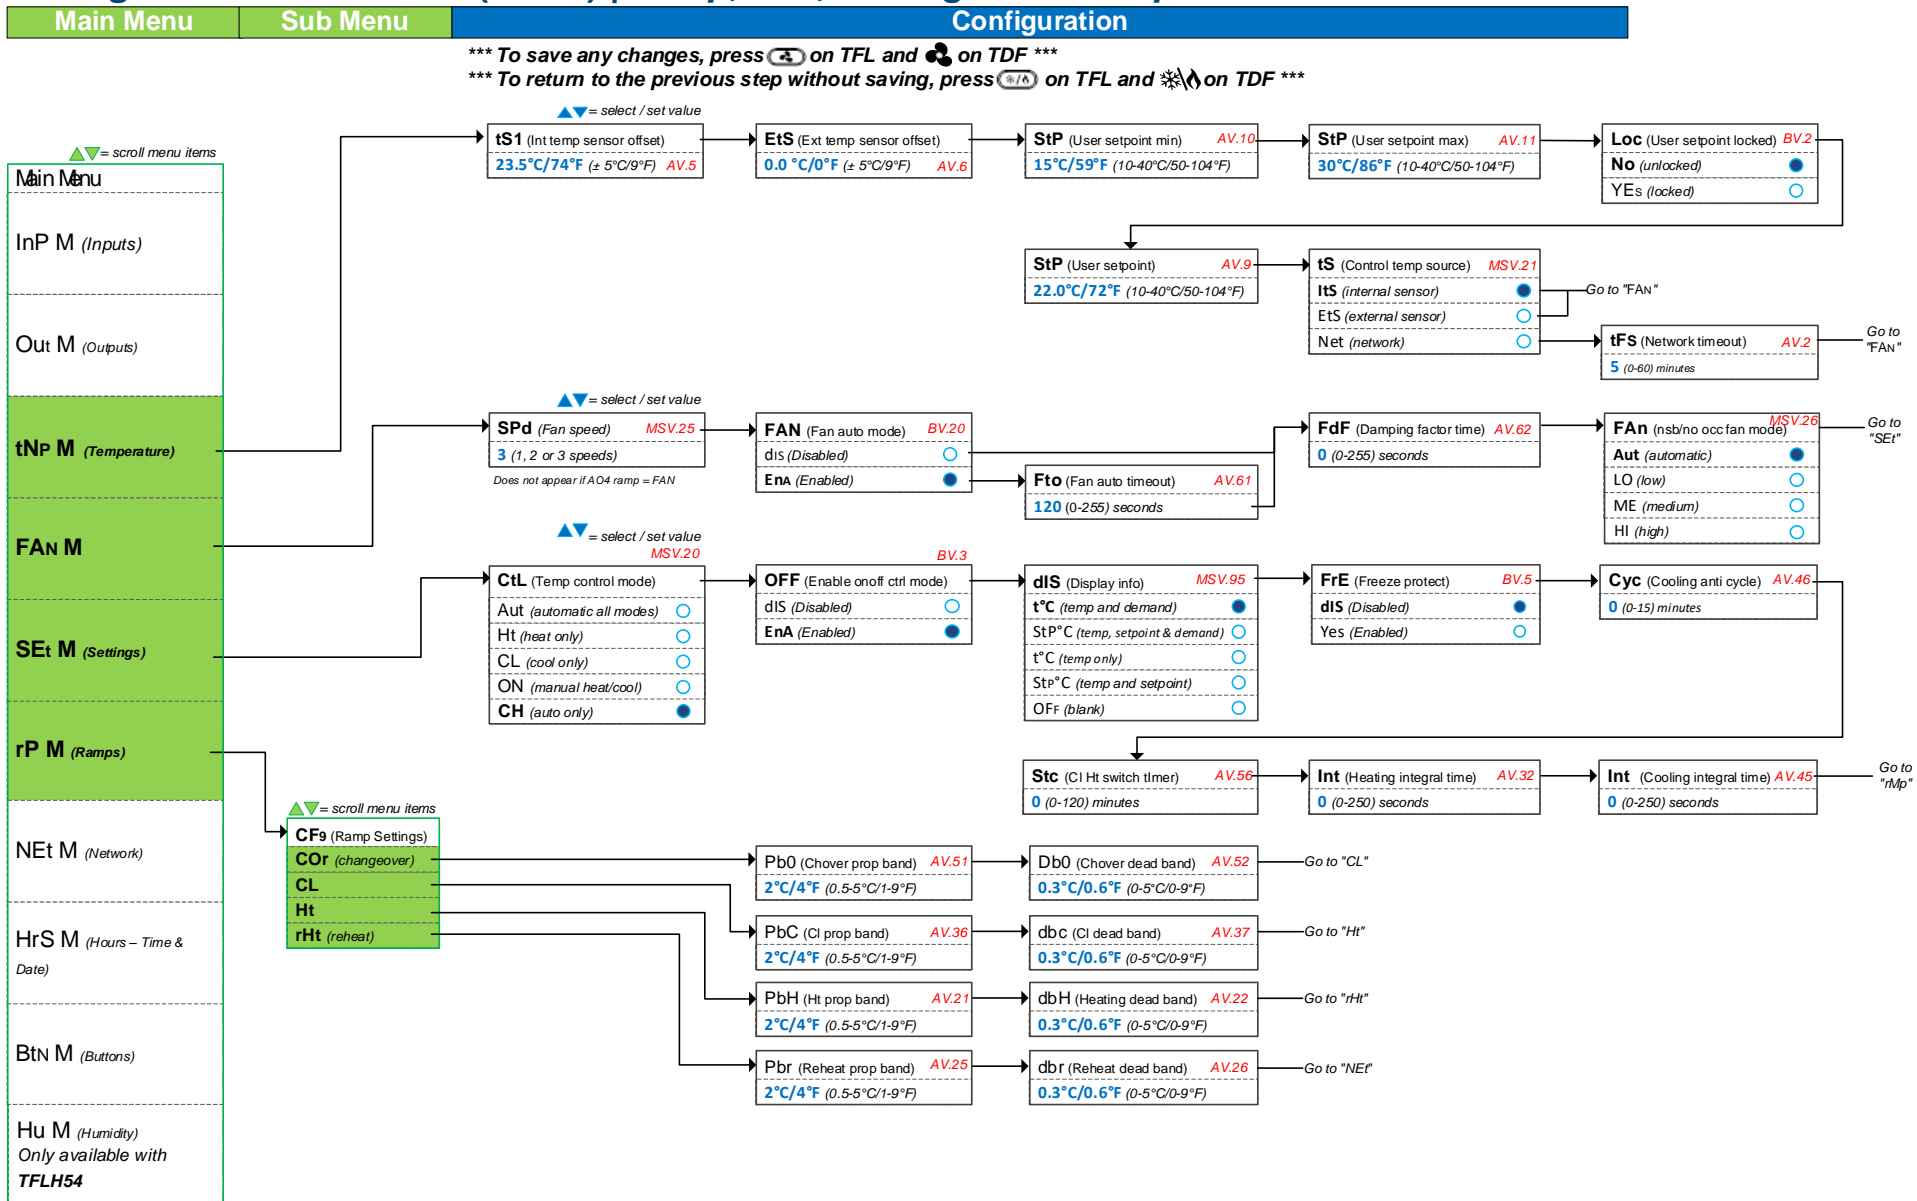 Main Menu
Sub Menu
Configuration
*** To save any changes, press on TFL and on TDF ***
*** To return to the previous step without saving, press on TFL and on TDF ***
= select / set value
= scroll menu items
Main Menu
InP M (Inputs)
Out M (Outputs)
tNP M (Temperature)
FAN M
SEt M (Settings)
rP M (Ramps)
NEt M (Network)
HrS M (Hours – Time &
Date)
BtN M (Buttons)
Hu M (Humidity)
Only available with
TFLH54
tS1 (Int temp sensor offset)
23.5°C/74°F (± 5°C/9°F) AV.5
EtS (Ext temp sensor offset)
0.0 °C/0°F (± 5°C/9°F) AV.6
StP (User setpoint min) AV.10
15°C/59°F (10-40°C/50-104°F)
StP (User setpoint max) AV.11
30°C/86°F (10-40°C/50-104°F)
Loc (User setpoint locked) BV.2
No (unlocked)
YES (locked)
StP (User setpoint) AV.9
22.0°C/72°F (10-40°C/50-104°F)
tS (Control temp source) MSV.21
ItS (internal sensor)
EtS (external sensor)
Net (network)
Go to "FAN"
tFS (Network timeout) AV.2
5 (0-60) minutes
Go to
"FAN"
= select / set value
SPd (Fan speed) MSV.25
3 (1, 2 or 3 speeds)
Does not appear if AO4 ramp = FAN
FAN (Fan auto mode) BV.20
dIS (Disabled)
EnA (Enabled)
Fto (Fan auto timeout) AV.61
120 (0-255) seconds
FdF (Damping factor time) AV.62
0 (0-255) seconds
FAn (nsb/no occ fan mode) MSV.26
Aut (automatic)
LO (low)
ME (medium)
HI (high)
Go to
"SEt"
= select / set value
MSV.20
CtL (Temp control mode)
Aut (automatic all modes)
Ht (heat only)
CL (cool only)
ON (manual heat/cool)
CH (auto only)
BV.3
OFF (Enable onoff ctrl mode)
dIS (Disabled)
EnA (Enabled)
dIS (Display info) MSV.95
t°C (temp and demand)
StP°C (temp, setpoint & demand)
t°C (temp only)
StP°C (temp and setpoint)
OFF (blank)
FrE (Freeze protect) BV.5
dIS (Disabled)
Yes (Enabled)
Cyc (Cooling anti cycle) AV.46
0 (0-15) minutes
Stc (Cl Ht switch tImer) AV.56
0 (0-120) minutes
Int (Heating integral time) AV.32
0 (0-250) seconds
Int (Cooling integral time) AV.45
0 (0-250) seconds
Go to
"rMp"
= scroll menu items
CF9 (Ramp Settings)
COr (changeover)
CL
Ht
rHt (reheat)
Pb0 (Chover prop band) AV.51
2°C/4°F (0.5-5°C/1-9°F)
Db0 (Chover dead band) AV.52
0.3°C/0.6°F (0-5°C/0-9°F)
Go to "CL"
PbC (Cl prop band) AV.36
2°C/4°F (0.5-5°C/1-9°F)
dbc (Cl dead band) AV.37
0.3°C/0.6°F (0-5°C/0-9°F)
Go to "Ht"
PbH (Ht prop band) AV.21
2°C/4°F (0.5-5°C/1-9°F)
dbH (Heating dead band) AV.22
0.3°C/0.6°F (0-5°C/0-9°F)
Go to "rHt"
Pbr (Reheat prop band) AV.25
2°C/4°F (0.5-5°C/1-9°F)
dbr (Reheat dead band) AV.26
0.3°C/0.6°F (0-5°C/0-9°F)
Go to "NEt"